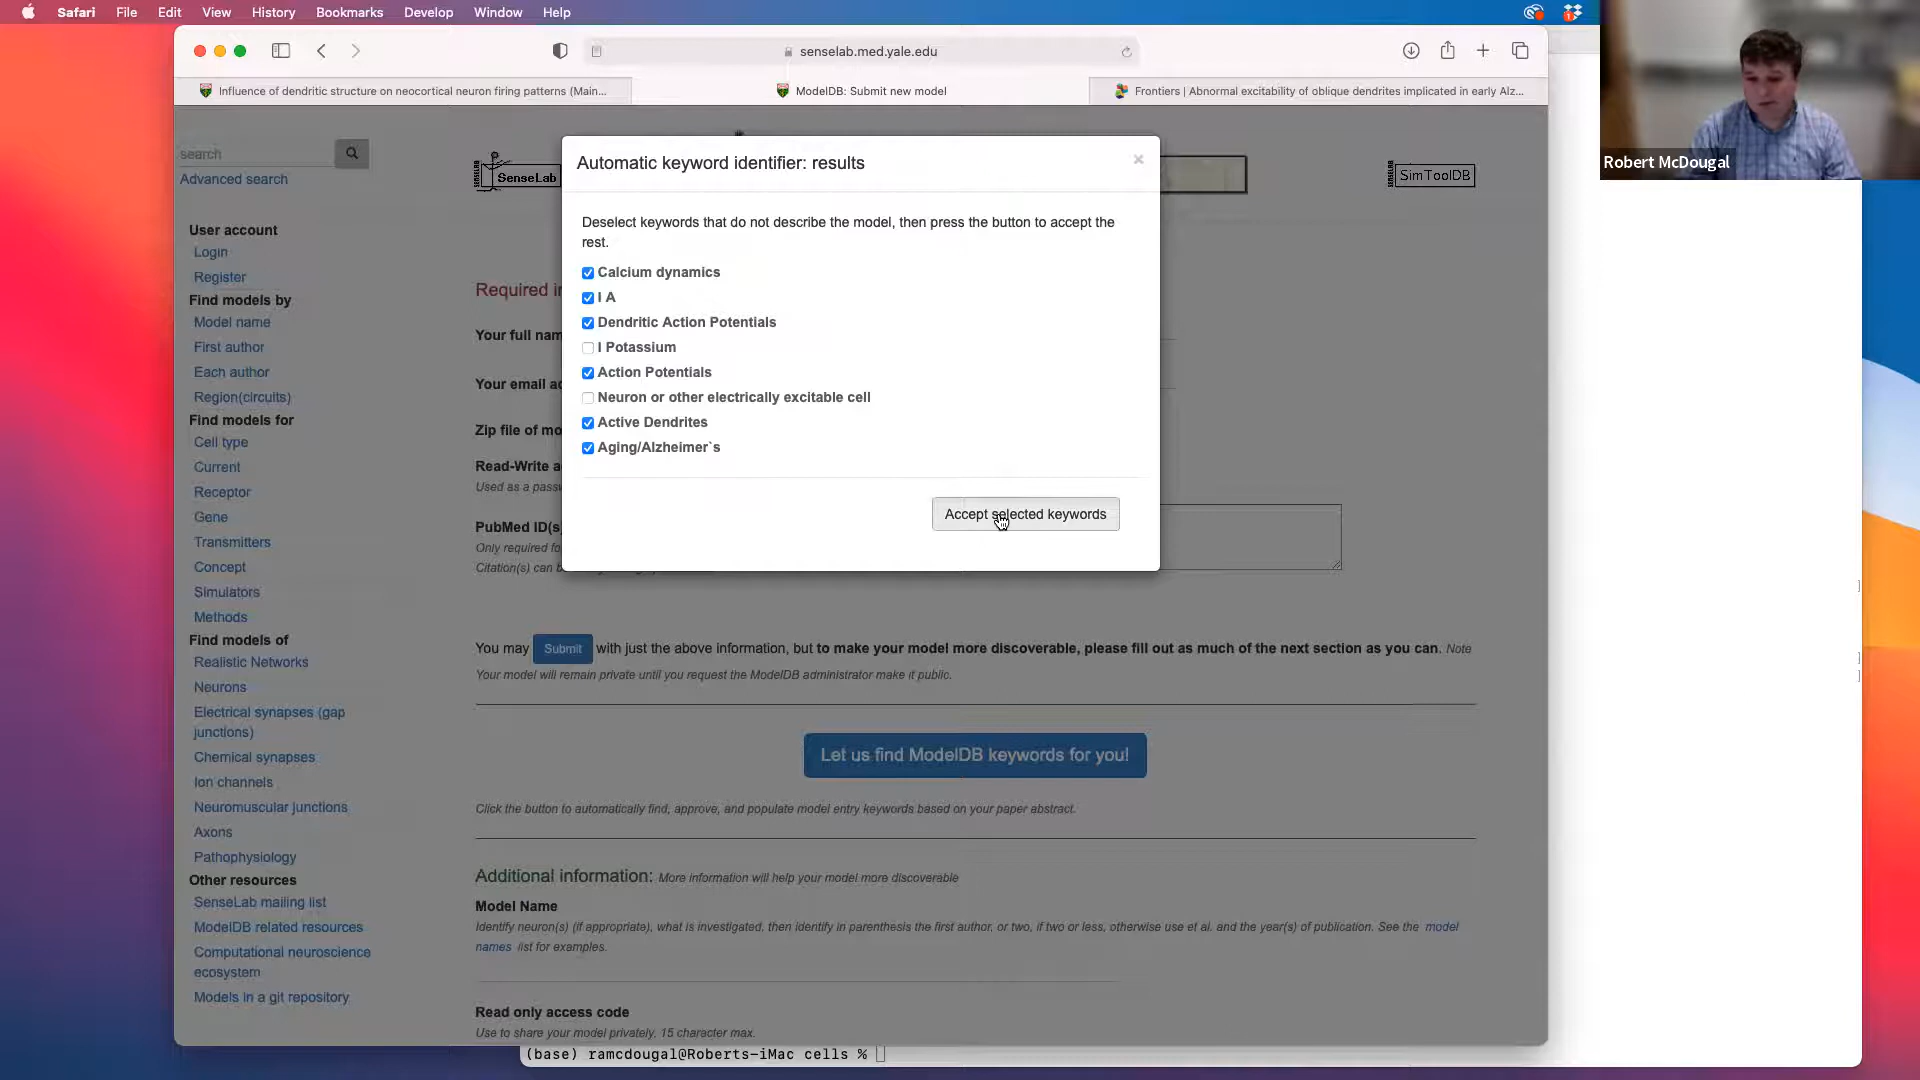 Safari File Edit View History Bookmarks Develop Window Help
senselab.med.yale.edu
Influence of dendritic structure on neocortical neuron firing patterns (Main...
ModelDB: Submit new model
Frontiers | Abnormal excitability of oblique dendrites implicated in early Alz...
Robert McDougal
search
Advanced search
SenseLab
SimToolDB
User account
Login
Register
Find models by
Model name
First author
Each author
Region(circuits)
Find models for
Cell type
Current
Receptor
Gene
Transmitters
Concept
Simulators
Methods
Find models of
Realistic Networks
Neurons
Electrical synapses (gap
junctions)
Chemical synapses
Ion channels
Neuromuscular junctions
Axons
Pathophysiology
Other resources
SenseLab mailing list
ModelDB related resources
Computational neuroscience
ecosystem
Models in a git repository
Automatic keyword identifier: results
×
Deselect keywords that do not describe the model, then press the button to accept the
rest.
Calcium dynamics
I A
Dendritic Action Potentials
I Potassium
Action Potentials
Neuron or other electrically excitable cell
Active Dendrites
Aging/Alzheimer`s
Accept selected keywords
Required i
Your full nam
Your email a
Zip file of mo
Read-Write a
Used as a passw
PubMed ID(s
Only required fo
Citation(s) can b
You may Submit with just the above information, but to make your model more discoverable, please fill out as much of the next section as you can. Note
Your model will remain private until you request the ModelDB administrator make it public.
Let us find ModelDB keywords for you!
Click the button to automatically find, approve, and populate model entry keywords based on your paper abstract.
Additional information: More information will help your model more discoverable
Model Name
Identify neuron(s) (if appropriate), what is investigated, then identify in parenthesis the first author, or two, if two or less, otherwise use et al. and the year(s) of publication. See the model
names list for examples.
Read only access code
Use to share your model privately, 15 character max.
(base) ramcdougal@Roberts-iMac cells %